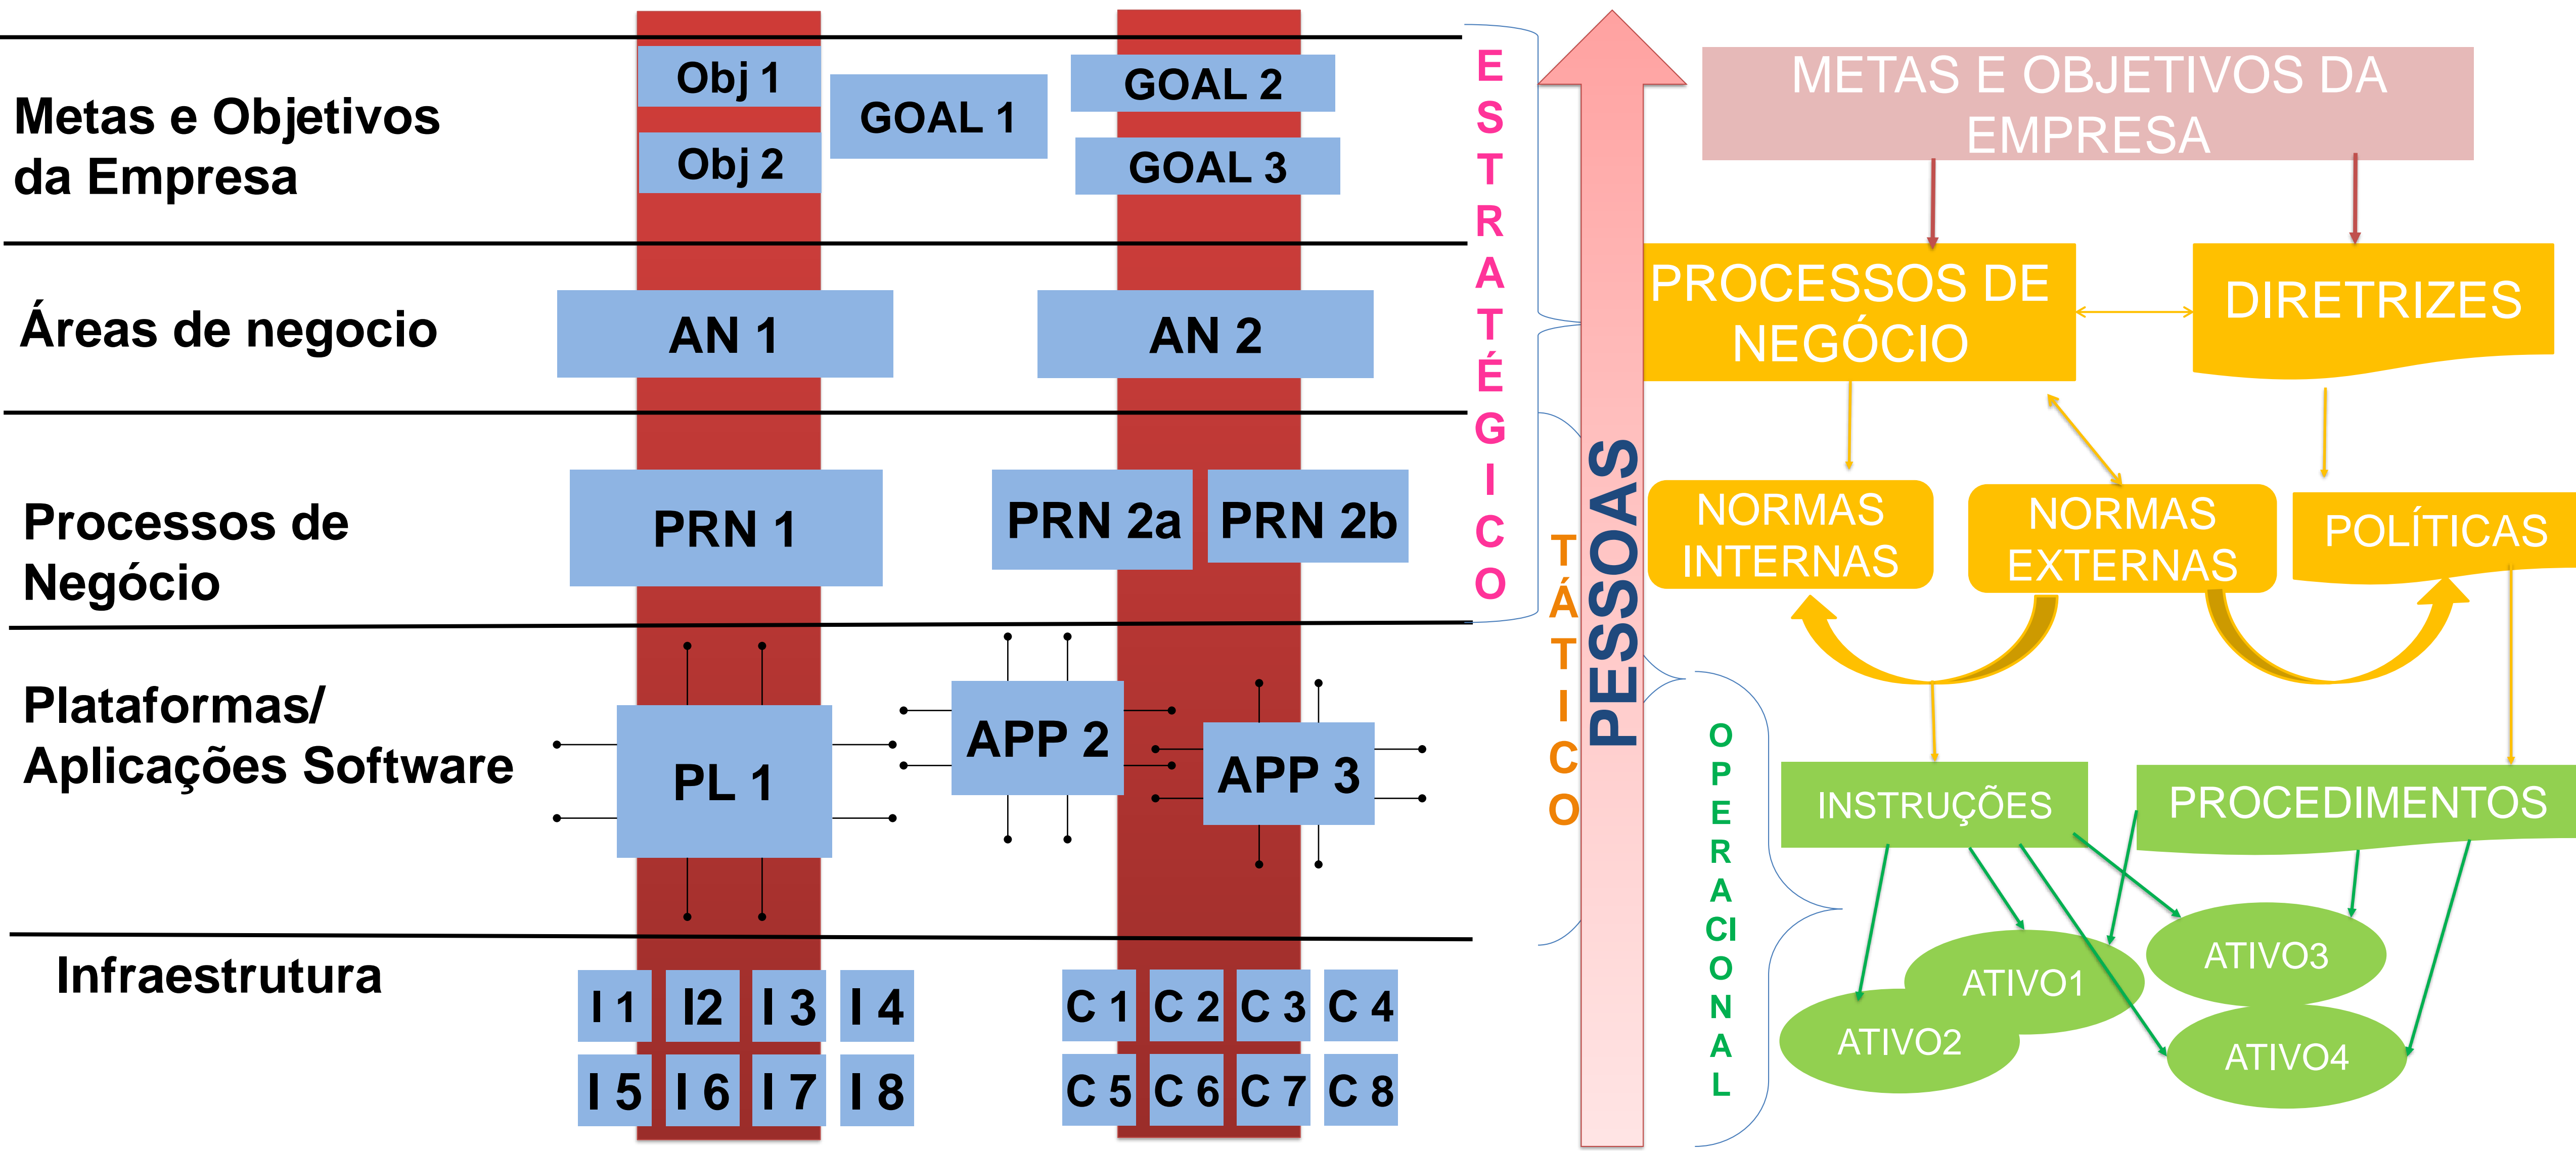 Metas e Objetivos
da Empresa
Obj 1
Obj 2
GOAL 1
GOAL 2
GOAL 3
Áreas de negocio
AN 1
AN 2
Processos de
Negócio
PRN 1
PRN 2a
PRN 2b
Plataformas/
Aplicações Software
PL 1
APP 2
APP 3
Infraestrutura
I 1
I2
I 3
I 4
I 5
I 6
I 7
I 8
C 1
C 2
C 3
C 4
C 5
C 6
C 7
C 8
ESTRATÉGICO
TÁTICO
PESSOAS
OPERACIONAL
METAS E OBJETIVOS DA
EMPRESA
PROCESSOS DE
NEGÓCIO
DIRETRIZES
NORMAS
INTERNAS
NORMAS
EXTERNAS
POLÍTICAS
INSTRUÇÕES
PROCEDIMENTOS
ATIVO3
ATIVO1
ATIVO2
ATIVO4